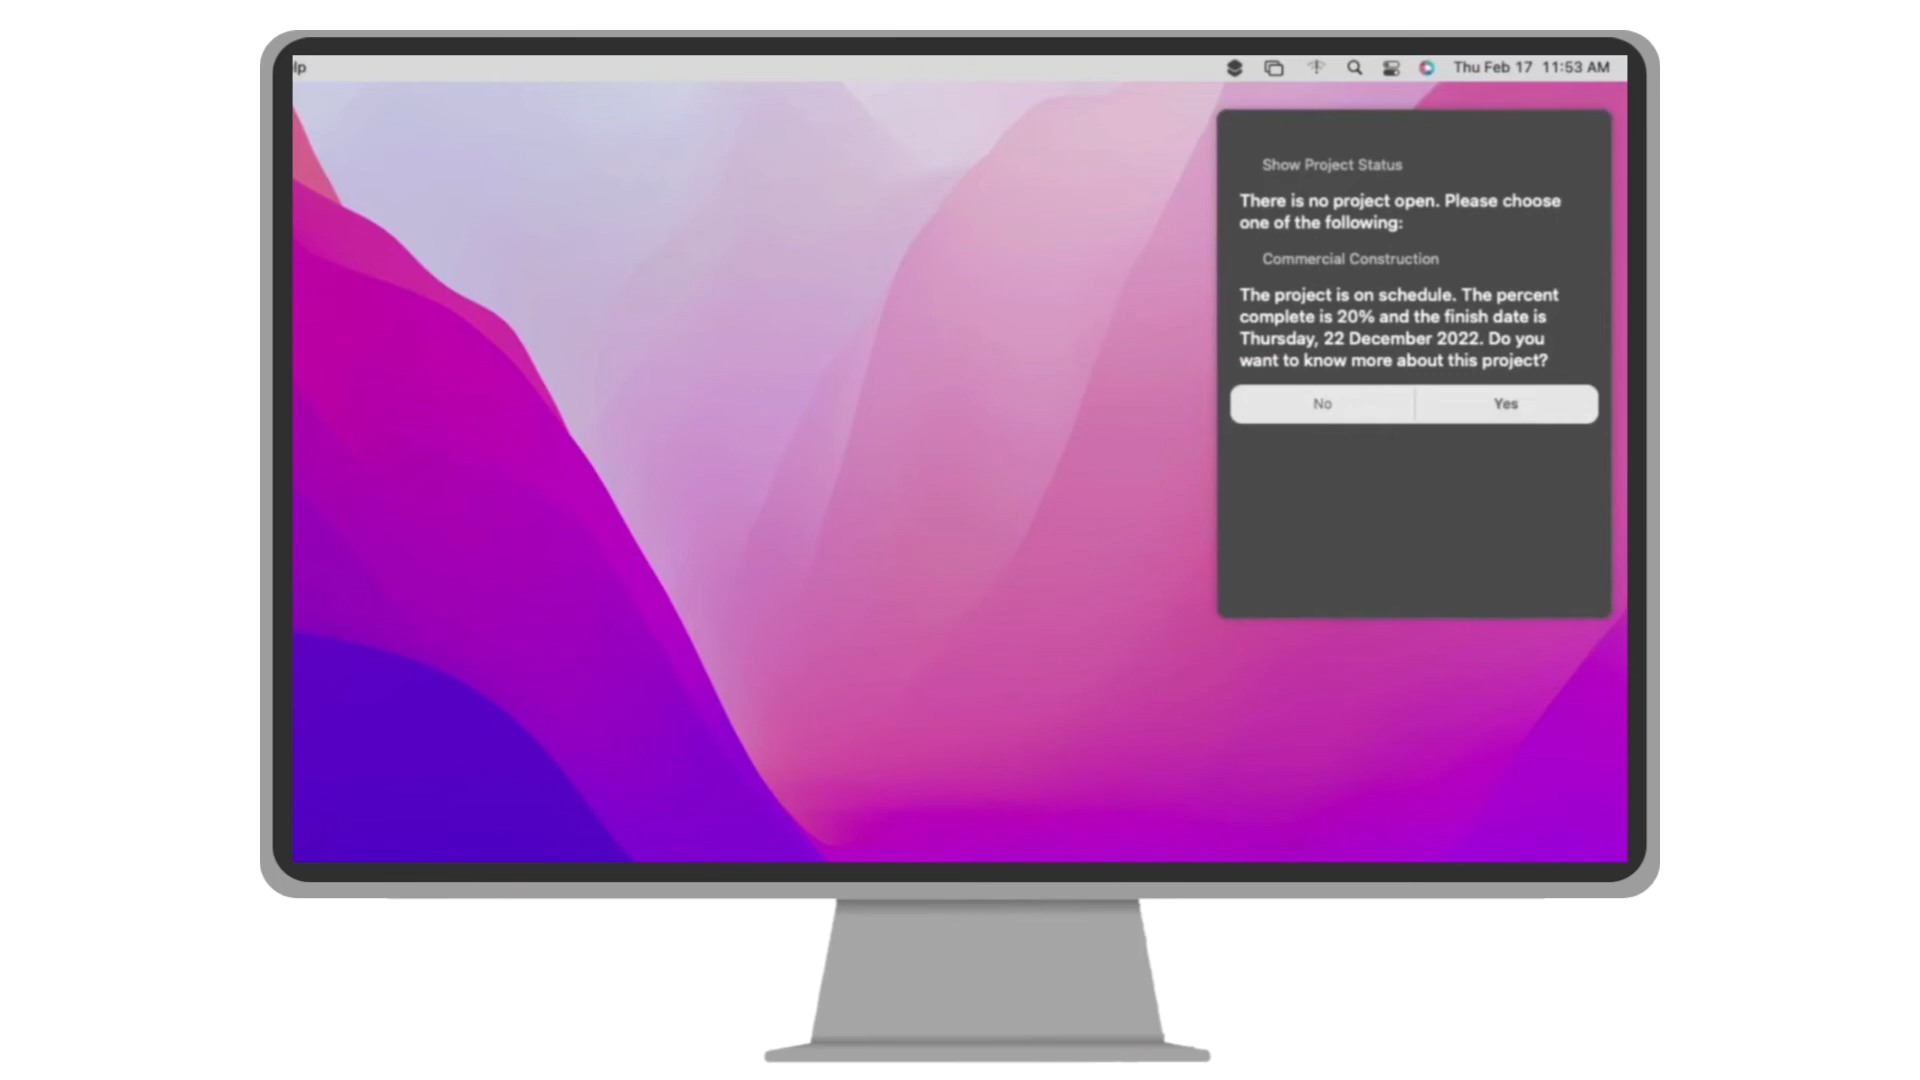 lp
Thu Feb 17 11:53 AM
Show Project Status
There is no project open. Please choose
one of the following:
Commercial Construction
The project is on schedule. The percent
complete is 20% and the finish date is
Thursday, 22 December 2022. Do you
want to know more about this project?
No Yes